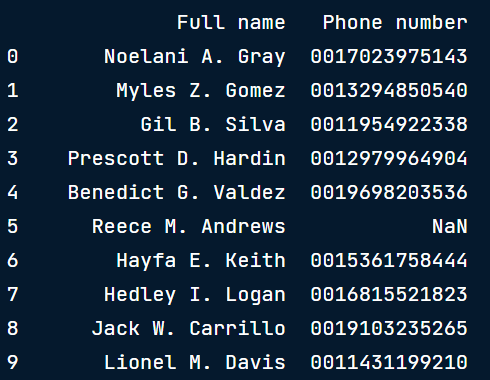 Full name Phone number
0 Noelani A. Gray 0017023975143
1 Myles Z. Gomez 0013294850540
2 Gil B. Silva 0011954922338
3 Prescott D. Hardin 0012979964904
4 Benedict G. Valdez 0019698203536
5 Reece M. Andrews NaN
6 Hayfa E. Keith 0015361758444
7 Hedley I. Logan 0016815521823
8 Jack W. Carrillo 0019103235265
9 Lionel M. Davis 0011431199210